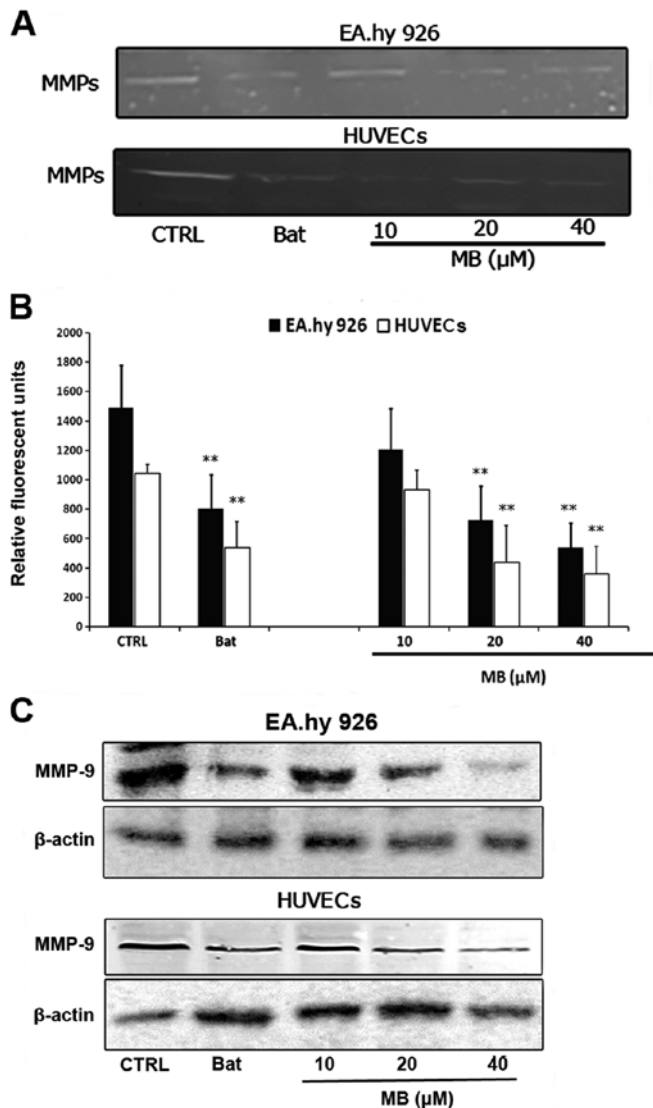 A
EA.hy 926
MMPs
HUVECs
MMPs
CTRL Bat 10 20 40
MB (µM)
B
EA.hy 926 HUVECs
Relative fluorescent units
2000
1800
1600
1400
1200
1000
800
600
400
200
0
** ** ** ** ** **
CTRL Bat 10 20 40
MB (µM)
C
EA.hy 926
MMP-9
β-actin
HUVECs
MMP-9
β-actin
CTRL Bat 10 20 40
MB (µM)